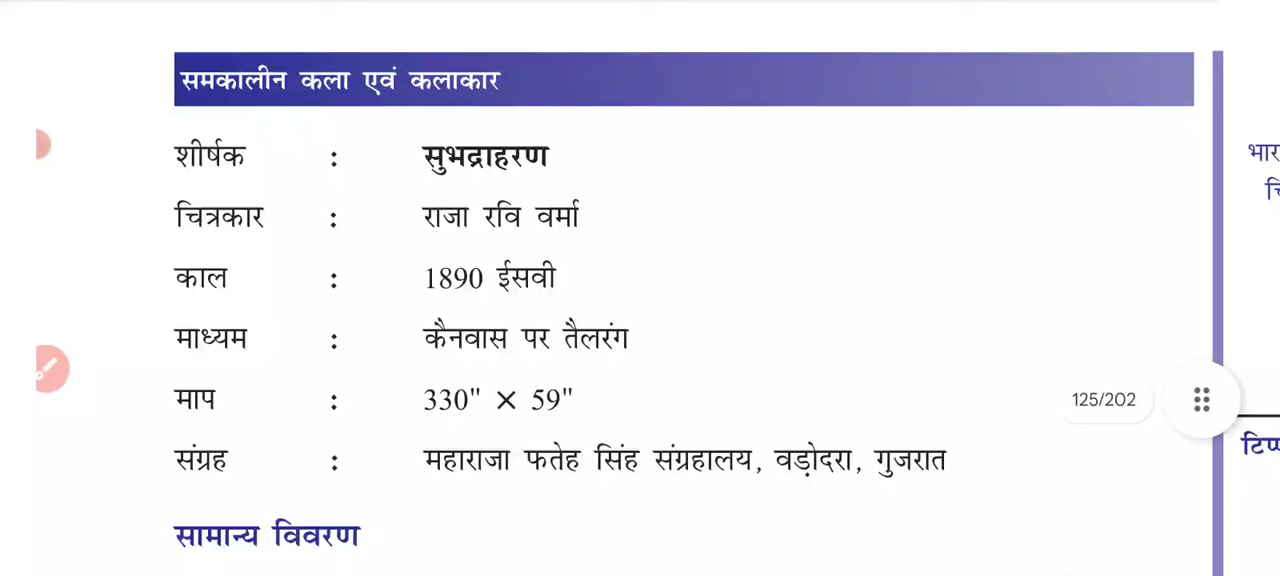 समकालीन कला एवं कलाकार
शीर्षक : सुभद्राहरण
चित्रकार : राजा रवि वर्मा
काल : 1890 ईसवी
माध्यम : कैनवास पर तैलरंग
माप : 330" × 59"
125/202
संग्रह : महाराजा फतेह सिंह संग्रहालय, वड़ोदरा, गुजरात
सामान्य विवरण